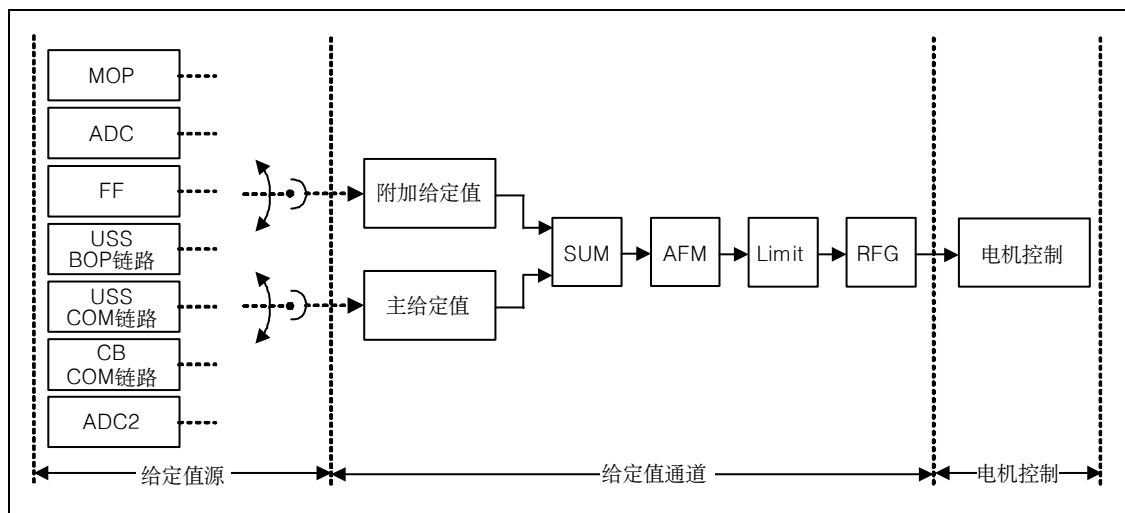 MOP
ADC
FF
USS
BOP链路
USS
COM链路
CB
COM链路
ADC2
附加给定值
主给定值
SUM
AFM
Limit
RFG
电机控制
给定值源
给定值通道
电机控制